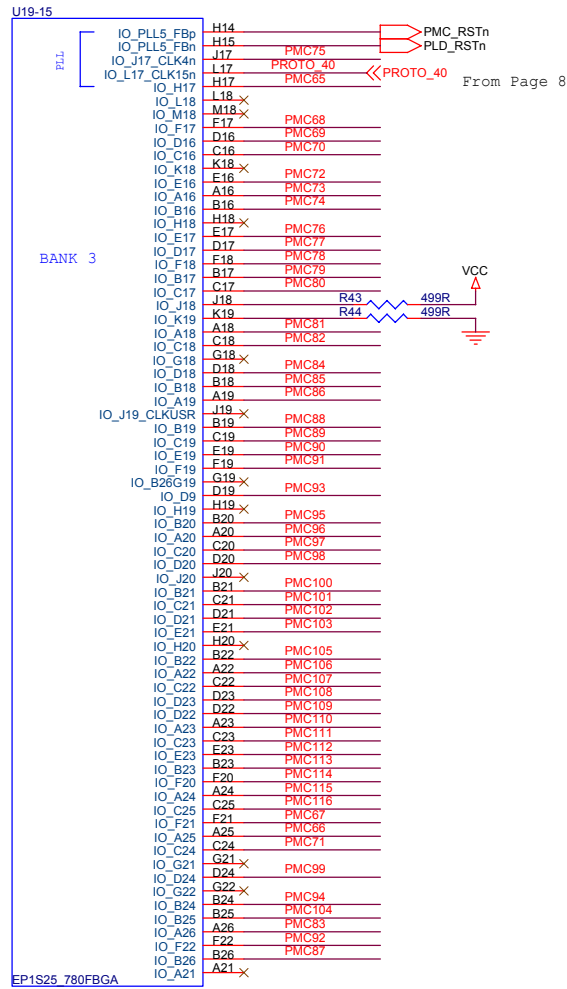 U19-15
PLL
BANK 3
IO_PLL5_FBp H14 PMC_RSTn
IO_PLL5_FBn H15 PLD_RSTn
IO_J17_CLK4n J17 PMC75
IO_L17_CLK15n L17 PROTO_40 PROTO_40
From Page 8
IO_H17 H17 PMC65
IO_L18 L18
IO_M18 M18
IO_F17 F17 PMC68
IO_D16 D16 PMC69
IO_C16 C16 PMC70
IO_K18 K18
IO_E16 E16 PMC72
IO_A16 A16 PMC73
IO_B16 B16 PMC74
IO_H18 H18
IO_E17 E17 PMC76
IO_D17 D17 PMC77
IO_F18 F18 PMC78
IO_B17 B17 PMC79
IO_C17 C17 PMC80
VCC
IO_J18 J18 R43 499R
IO_K19 K19 R44 499R
IO_A18 A18 PMC81
IO_C18 C18 PMC82
IO_G18 G18
IO_D18 D18 PMC84
IO_B18 B18 PMC85
IO_A19 A19 PMC86
IO_J19_CLKUSR J19
IO_B19 B19 PMC88
IO_C19 C19 PMC89
IO_E19 E19 PMC90
IO_F19 F19 PMC91
IO_B26G19 G19
IO_D9 D19 PMC93
IO_H19 H19
IO_B20 B20 PMC95
IO_A20 A20 PMC96
IO_C20 C20 PMC97
IO_D20 D20 PMC98
IO_J20 J20
IO_B21 B21 PMC100
IO_C21 C21 PMC101
IO_D21 D21 PMC102
IO_E21 E21 PMC103
IO_H20 H20
IO_B22 B22 PMC105
IO_A22 A22 PMC106
IO_C22 C22 PMC107
IO_D23 D23 PMC108
IO_D22 D22 PMC109
IO_A23 A23 PMC110
IO_C23 C23 PMC111
IO_E23 E23 PMC112
IO_B23 B23 PMC113
IO_F20 F20 PMC114
IO_A24 A24 PMC115
IO_C25 C25 PMC116
IO_F21 F21 PMC67
IO_A25 A25 PMC66
IO_C24 C24 PMC71
IO_G21 G21
IO_D24 D24 PMC99
IO_G22 G22
IO_B24 B24 PMC94
IO_B25 B25 PMC104
IO_A26 A26 PMC83
IO_F22 F22 PMC92
IO_B26 B26 PMC87
IO_A21 A21
EP1S25_780FBGA